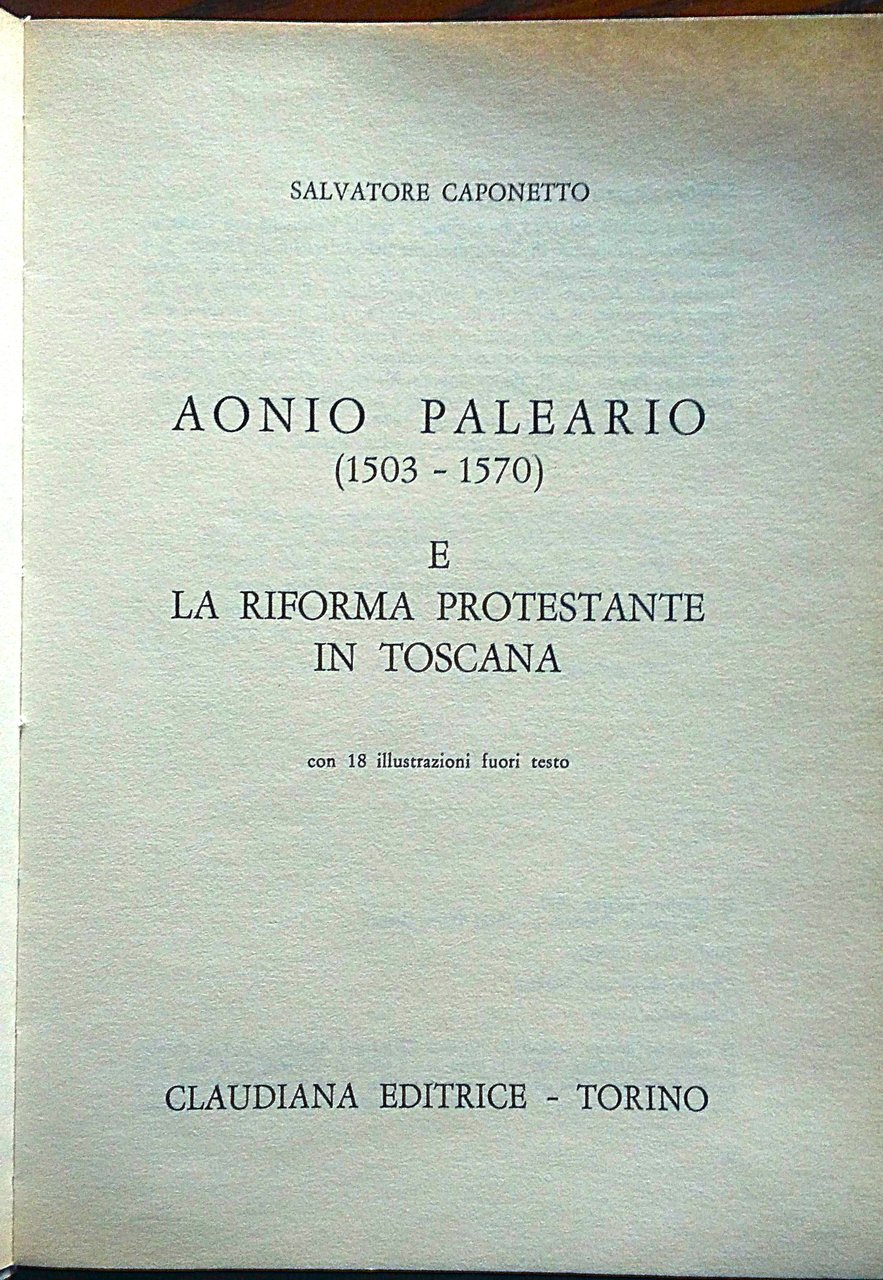 SALVATORE CAPONETTO
AONIO PALEARIO
(1503 - 1570)
E
LA RIFORMA PROTESTANTE
IN TOSCANA
con 18 illustrazioni fuori testo
CLAUDIANA EDITRICE - TORINO